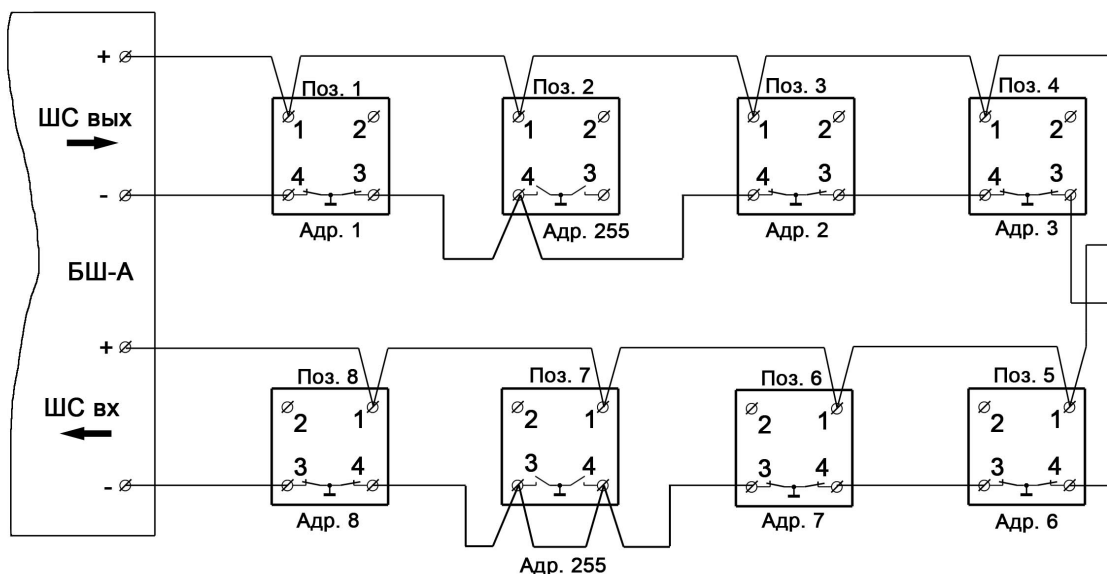 +
ШС вых
-
БШ-А
+
ШС вх
-
Поз. 1
1 2
4 3
Адр. 1
Поз. 2
1 2
4 3
Адр. 255
Поз. 3
1 2
4 3
Адр. 2
Поз. 4
1 2
4 3
Адр. 3
Поз. 8
2 1
3 4
Адр. 8
Поз. 7
2 1
3 4
Адр. 255
Поз. 6
2 1
3 4
Адр. 7
Поз. 5
2 1
3 4
Адр. 6